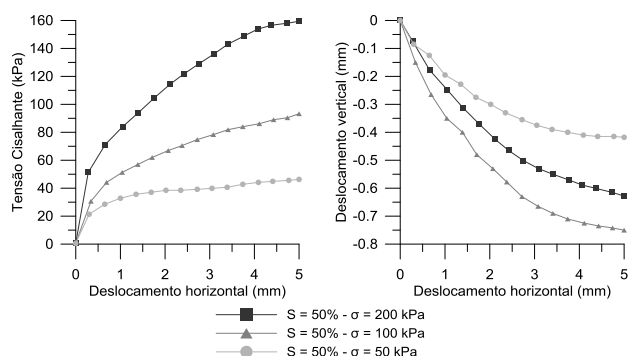 160
140
120
100
80
60
40
20
0
Tensão Cisalhante (kPa)
0 1 2 3 4 5
Deslocamento horizontal (mm)
0
-0.1
-0.2
-0.3
-0.4
-0.5
-0.6
-0.7
-0.8
Deslocamento vertical (mm)
0 1 2 3 4 5
Deslocamento horizontal (mm)
S = 50% - σ = 200 kPa
S = 50% - σ = 100 kPa
S = 50% - σ = 50 kPa